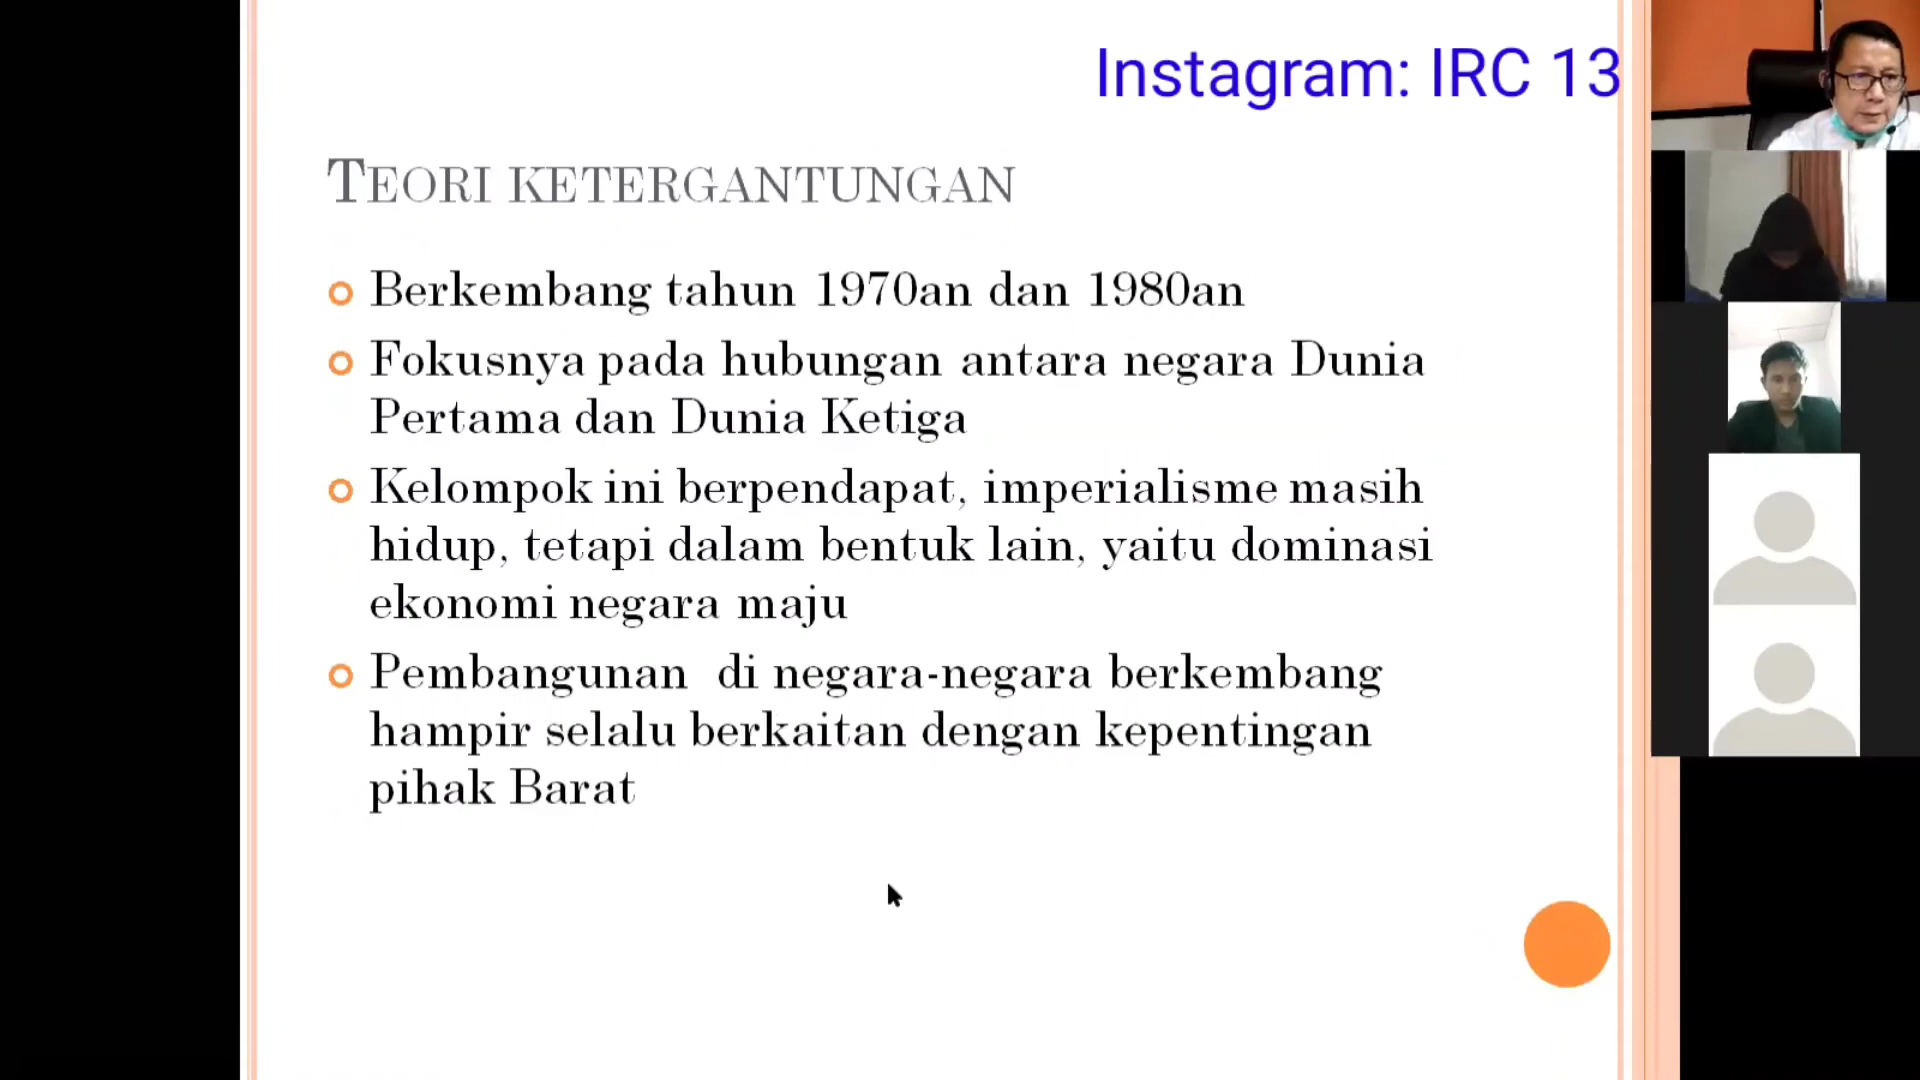 Instagram: IRC 13
TEORI KETERGANTUNGAN
Berkembang tahun 1970an dan 1980an
Fokusnya pada hubungan antara negara Dunia
Pertama dan Dunia Ketiga
Kelompok ini berpendapat, imperialisme masih
hidup, tetapi dalam bentuk lain, yaitu dominasi
ekonomi negara maju
Pembangunan di negara-negara berkembang
hampir selalu berkaitan dengan kepentingan
pihak Barat